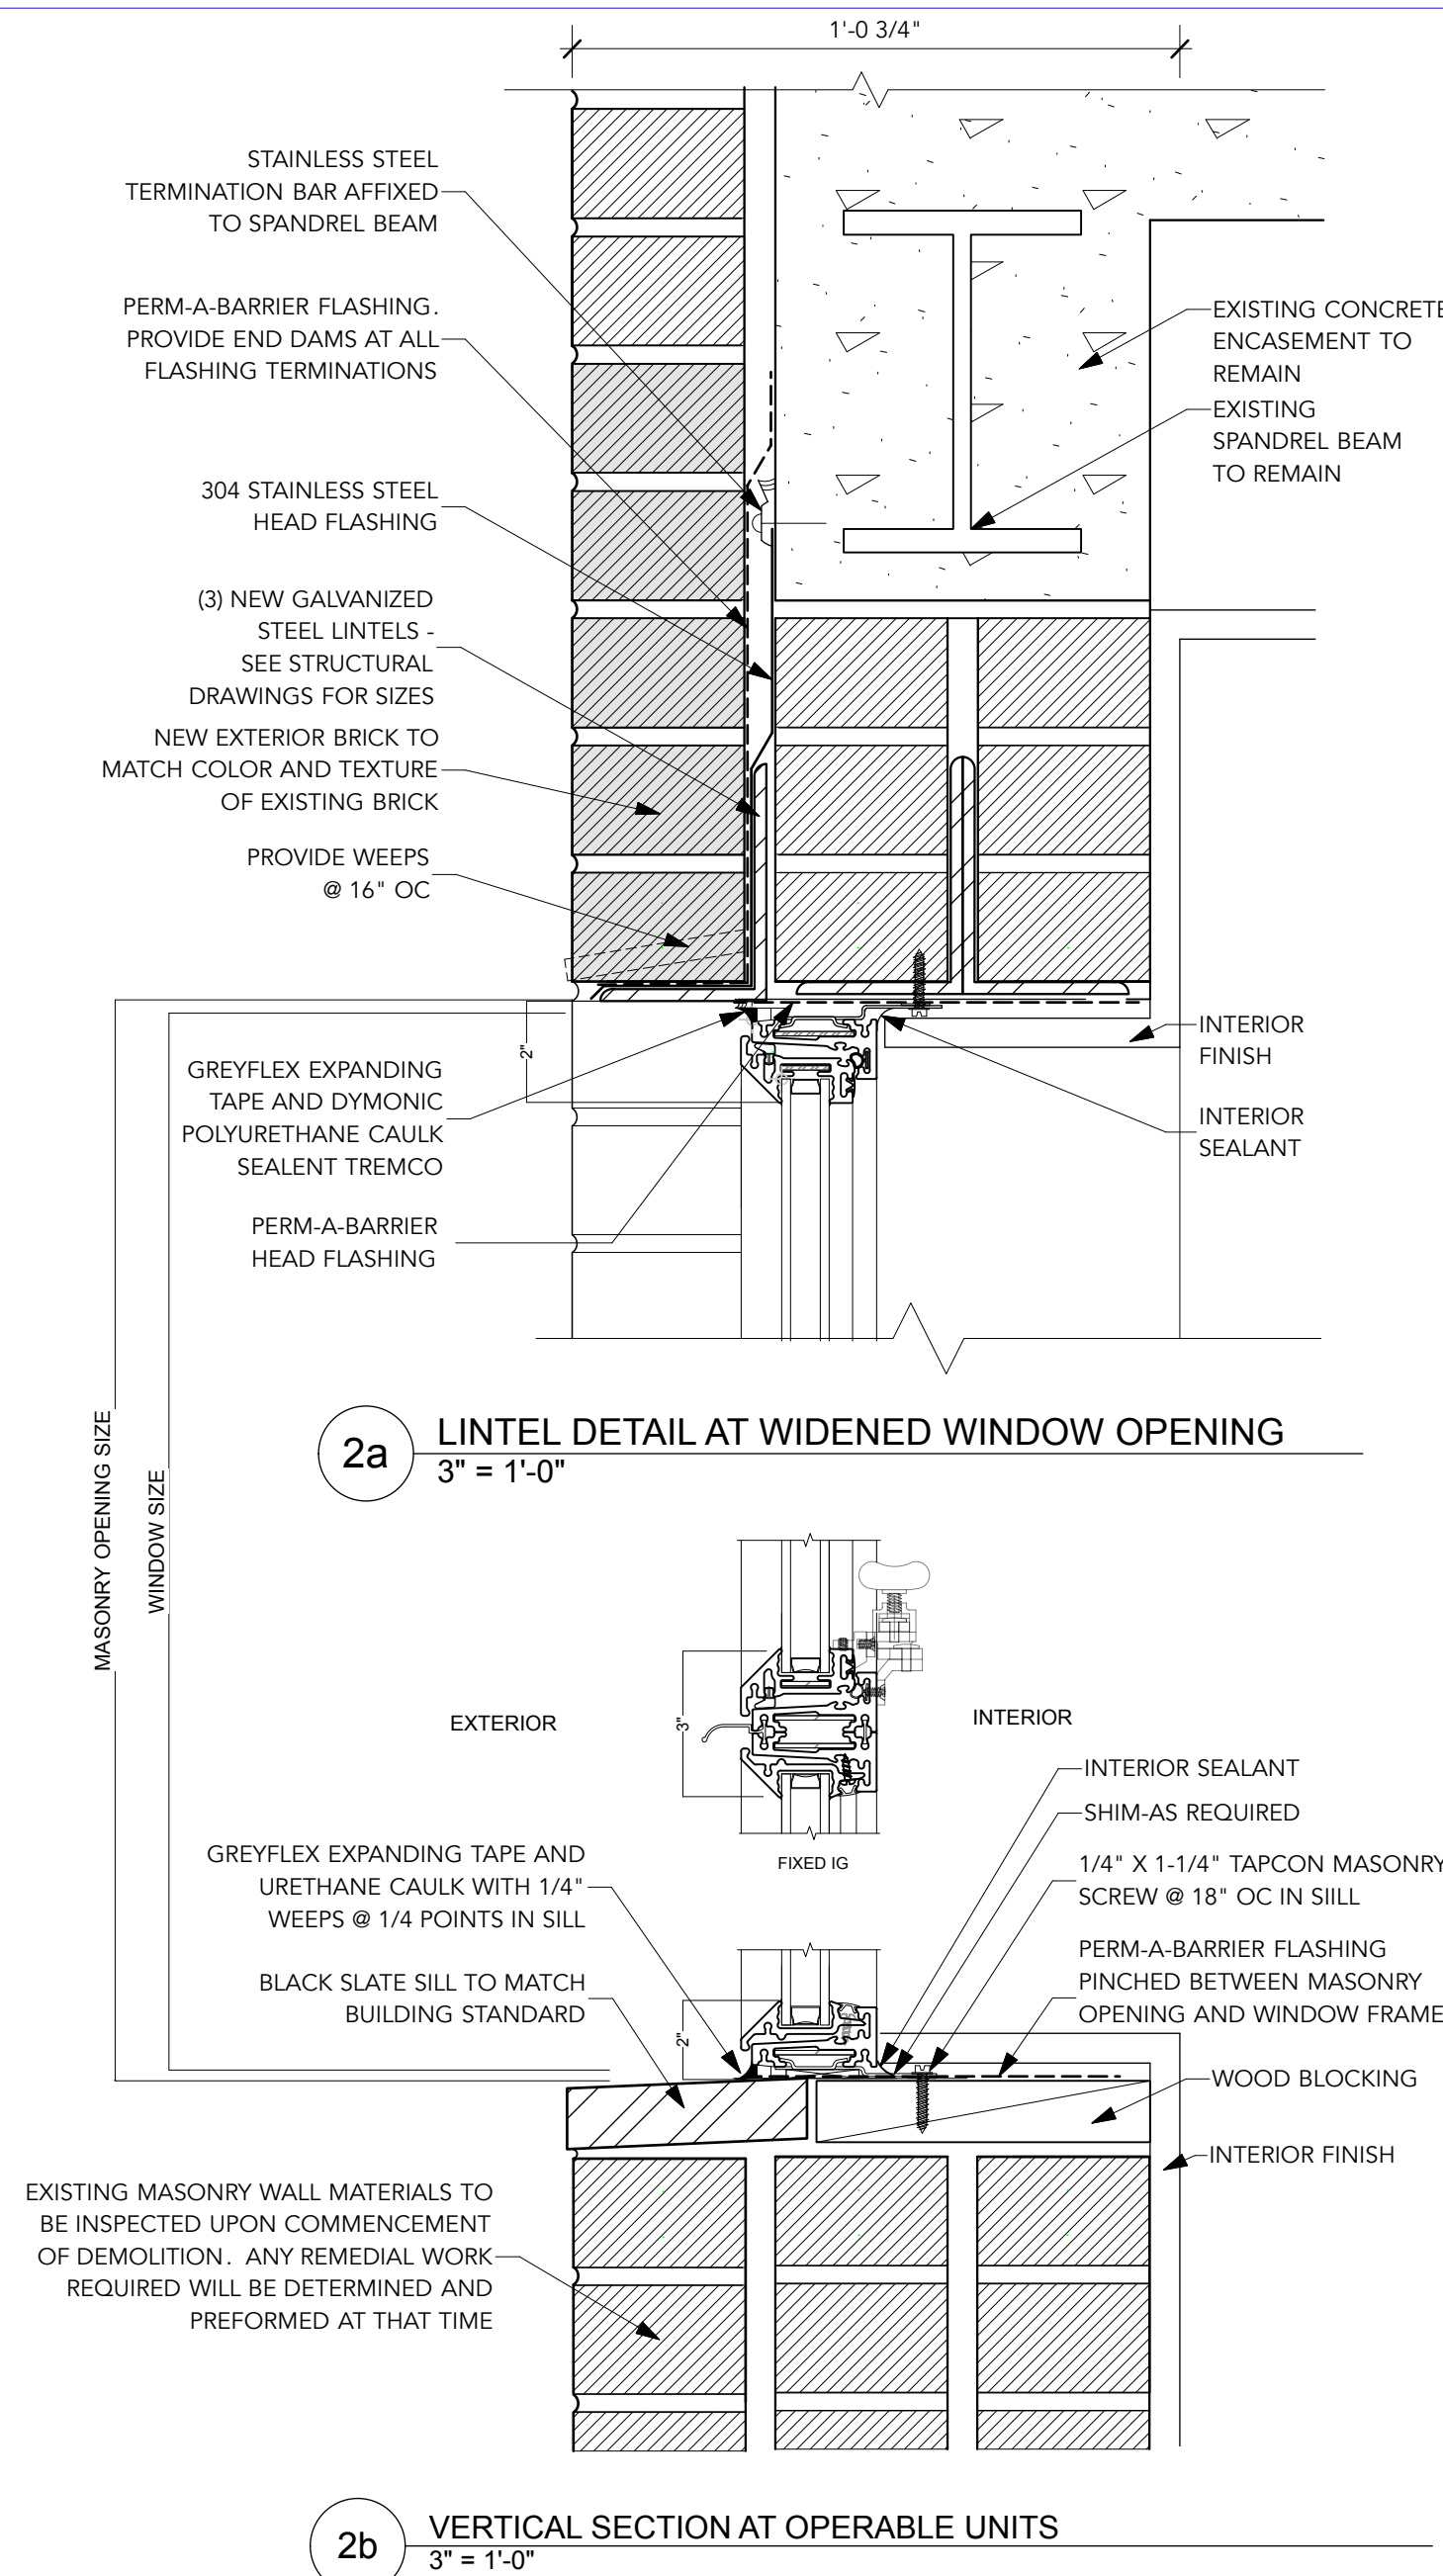 1'-0 3/4"
STAINLESS STEEL
TERMINATION BAR AFFIXED
TO SPANDREL BEAM
PERM-A-BARRIER FLASHING.
PROVIDE END DAMS AT ALL
FLASHING TERMINATIONS
EXISTING CONCRETE
ENCASEMENT TO
REMAIN
EXISTING
SPANDREL BEAM
TO REMAIN
304 STAINLESS STEEL
HEAD FLASHING
(3) NEW GALVANIZED
STEEL LINTELS -
SEE STRUCTURAL
DRAWINGS FOR SIZES
NEW EXTERIOR BRICK TO
MATCH COLOR AND TEXTURE
OF EXISTING BRICK
PROVIDE WEEPS
@ 16" OC
2"
INTERIOR
FINISH
GREYFLEX EXPANDING
TAPE AND DYMONIC
POLYURETHANE CAULK
SEALENT TREMCO
INTERIOR
SEALANT
PERM-A-BARRIER
HEAD FLASHING
MASONRY OPENING SIZE
WINDOW SIZE
2a
LINTEL DETAIL AT WIDENED WINDOW OPENING
3" = 1'-0"
EXTERIOR
3"
INTERIOR
FIXED IG
INTERIOR SEALANT
SHIM-AS REQUIRED
1/4" X 1-1/4" TAPCON MASONRY
SCREW @ 18" OC IN SIILL
PERM-A-BARRIER FLASHING
PINCHED BETWEEN MASONRY
OPENING AND WINDOW FRAME
GREYFLEX EXPANDING TAPE AND
URETHANE CAULK WITH 1/4"
WEEPS @ 1/4 POINTS IN SILL
BLACK SLATE SILL TO MATCH
BUILDING STANDARD
2"
WOOD BLOCKING
INTERIOR FINISH
EXISTING MASONRY WALL MATERIALS TO
BE INSPECTED UPON COMMENCEMENT
OF DEMOLITION. ANY REMEDIAL WORK
REQUIRED WILL BE DETERMINED AND
PREFORMED AT THAT TIME
2b
VERTICAL SECTION AT OPERABLE UNITS
3" = 1'-0"